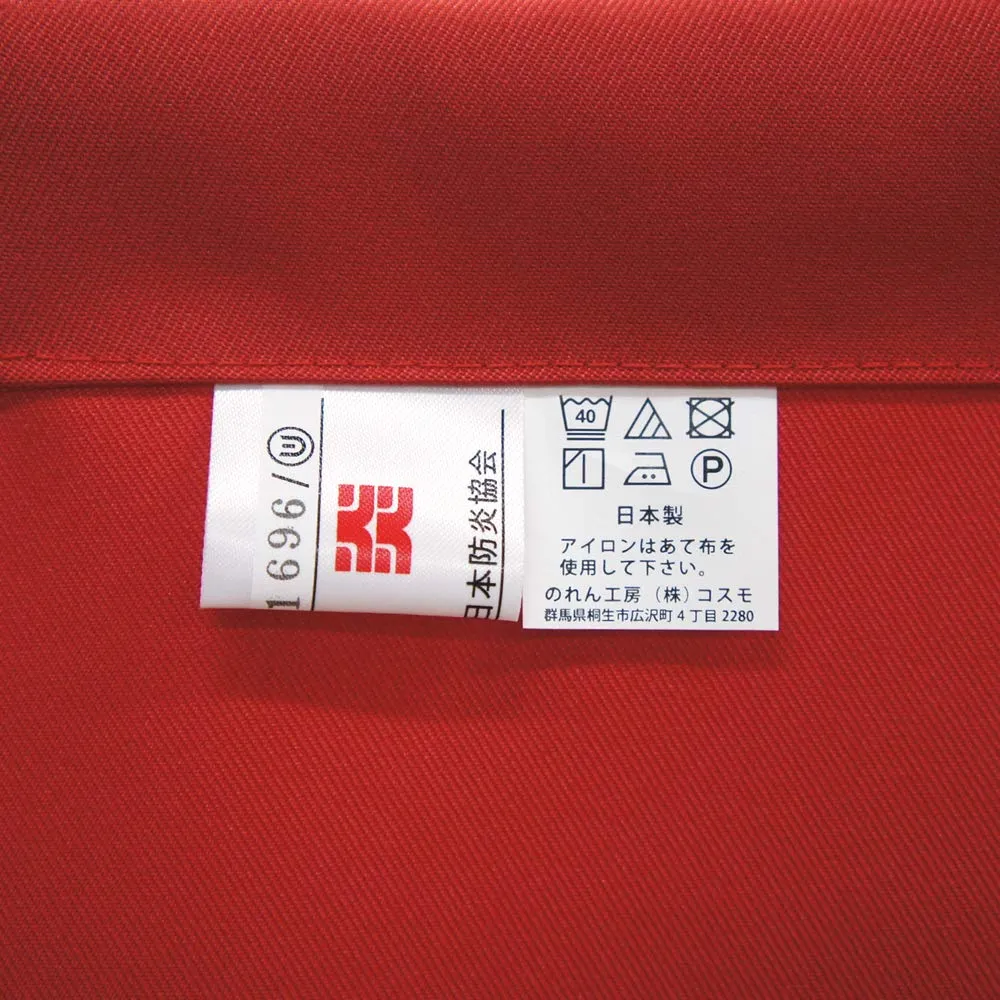 1696/E
日本防炎協会
40
P
日本製
アイロンはあて布を
使用して下さい。
のれん工房（株）コスモ
群馬県桐生市広沢町4丁目2280